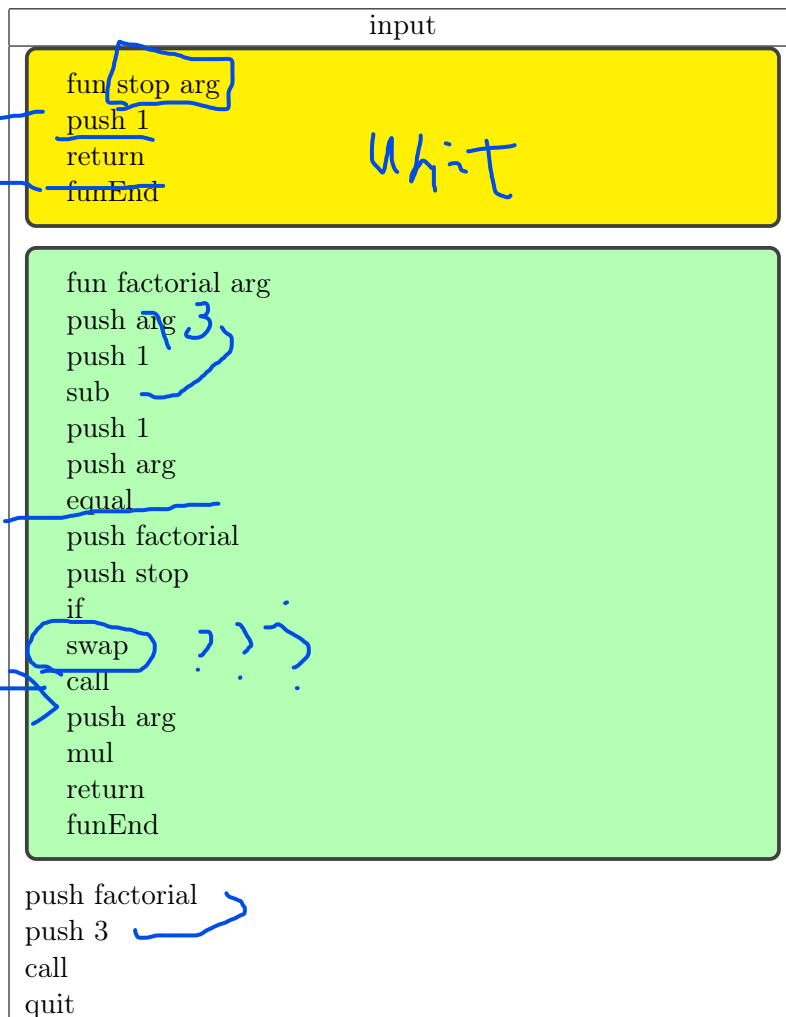 input
fun stop arg
push 1
return
funEnd
Unit
fun factorial arg
push arg 3
push 1
sub
push 1
push arg
equal
push factorial
push stop
if
swap ???
call
push arg
mul
return
funEnd
push factorial
push 3
call
quit